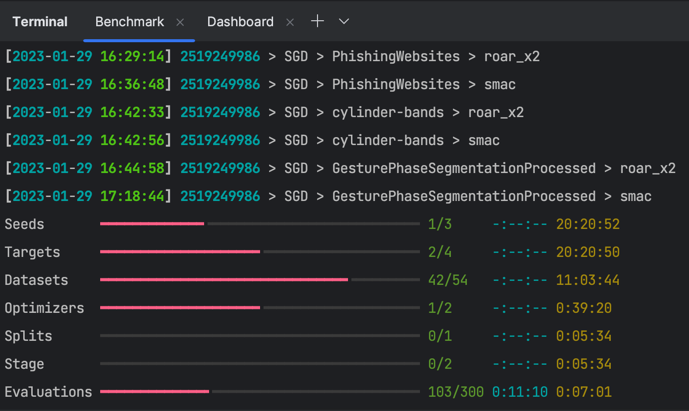 Terminal Benchmark × Dashboard × +
[2023-01-29 16:29:14] 2519249986 > SGD > PhishingWebsites > roar_x2
[2023-01-29 16:36:48] 2519249986 > SGD > PhishingWebsites > smac
[2023-01-29 16:42:33] 2519249986 > SGD > cylinder-bands > roar_x2
[2023-01-29 16:42:56] 2519249986 > SGD > cylinder-bands > smac
[2023-01-29 16:44:58] 2519249986 > SGD > GesturePhaseSegmentationProcessed > roar_x2
[2023-01-29 17:18:44] 2519249986 > SGD > GesturePhaseSegmentationProcessed > smac
Seeds 1/3 -:--:-- 20:20:52
Targets 2/4 -:--:-- 20:20:50
Datasets 42/54 -:--:-- 11:03:44
Optimizers 1/2 -:--:-- 0:39:20
Splits 0/1 -:--:-- 0:05:34
Stage 0/2 -:--:-- 0:05:34
Evaluations 103/300 0:11:10 0:07:01